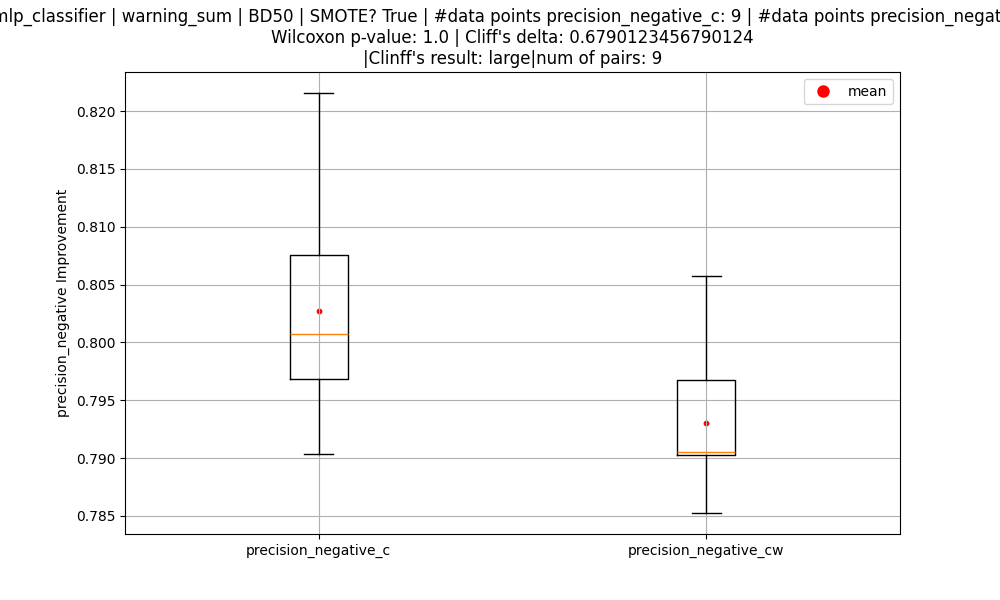 mlp_classifier | warning_sum | BD50 | SMOTE? True | #data points precision_negative_c: 9 | #data points
Wilcoxon p-value: 1.0 | Cliff's delta: 0.6790123456790124
|Clinff's result: large|num of pairs: 9
mean
0.820
0.815
0.810
0.805
0.800
0.795
0.790
0.785
precision_negative Improvement
precision_negative_c
precision_negative_cw